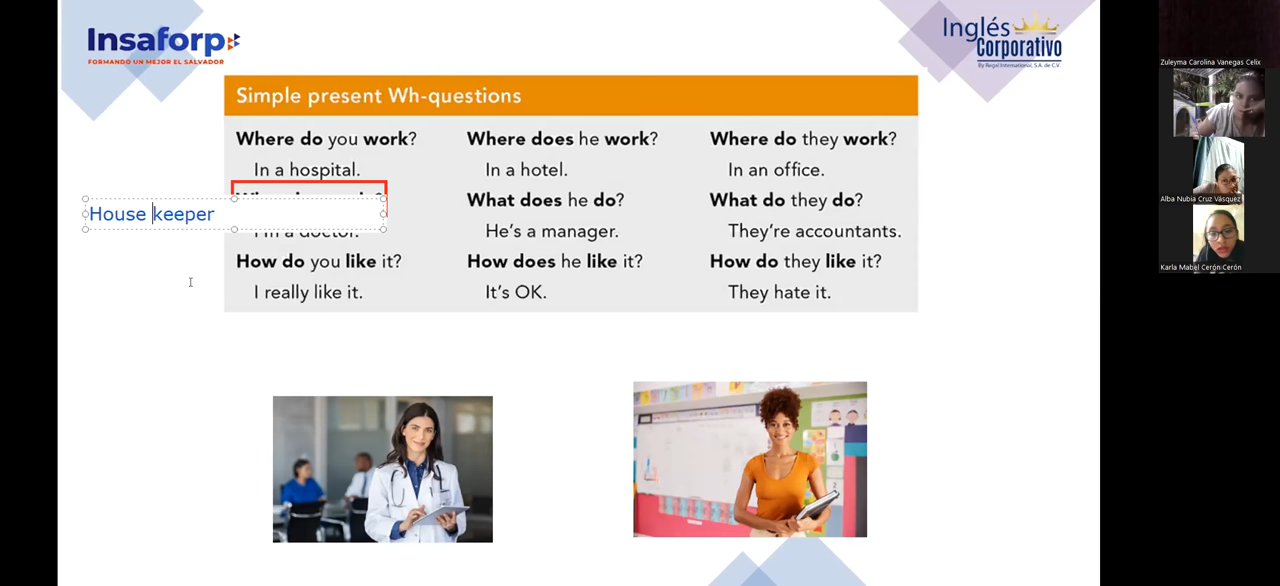 Insaforp
FORMANDO UN MEJOR EL SALVADOR
Inglés
Corporativo
By Regal International, S.A. de C.V
Simple present Wh-questions
Where do you work?
In a hospital.
I'm a doctor.
How do you like it?
I really like it.
Where does he work?
In a hotel.
What does he do?
He's a manager.
How does he like it?
It's OK.
Where do they work?
In an office.
What do they do?
They're accountants.
How do they like it?
They hate it.
House keeper
Zuleyma Carolina Vanegas Celix
Alba Nubia Cruz Vásquez
Karla Mabel Cerón Cerón